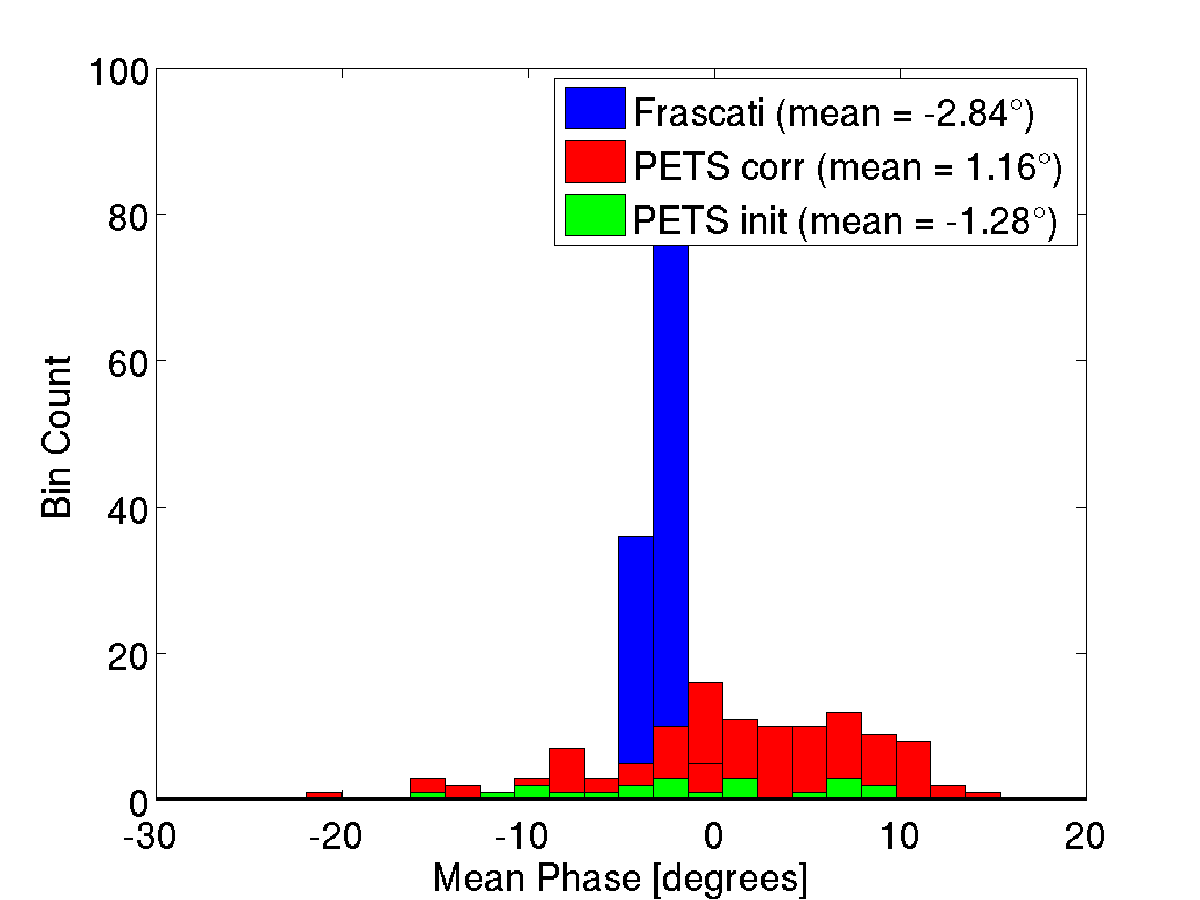 100
Frascati (mean = -2.84°)
PETS corr (mean = 1.16°)
PETS init (mean = -1.28°)
80
60
40
20
0
Bin Count
-30 -20 -10 0 10 20
Mean Phase [degrees]